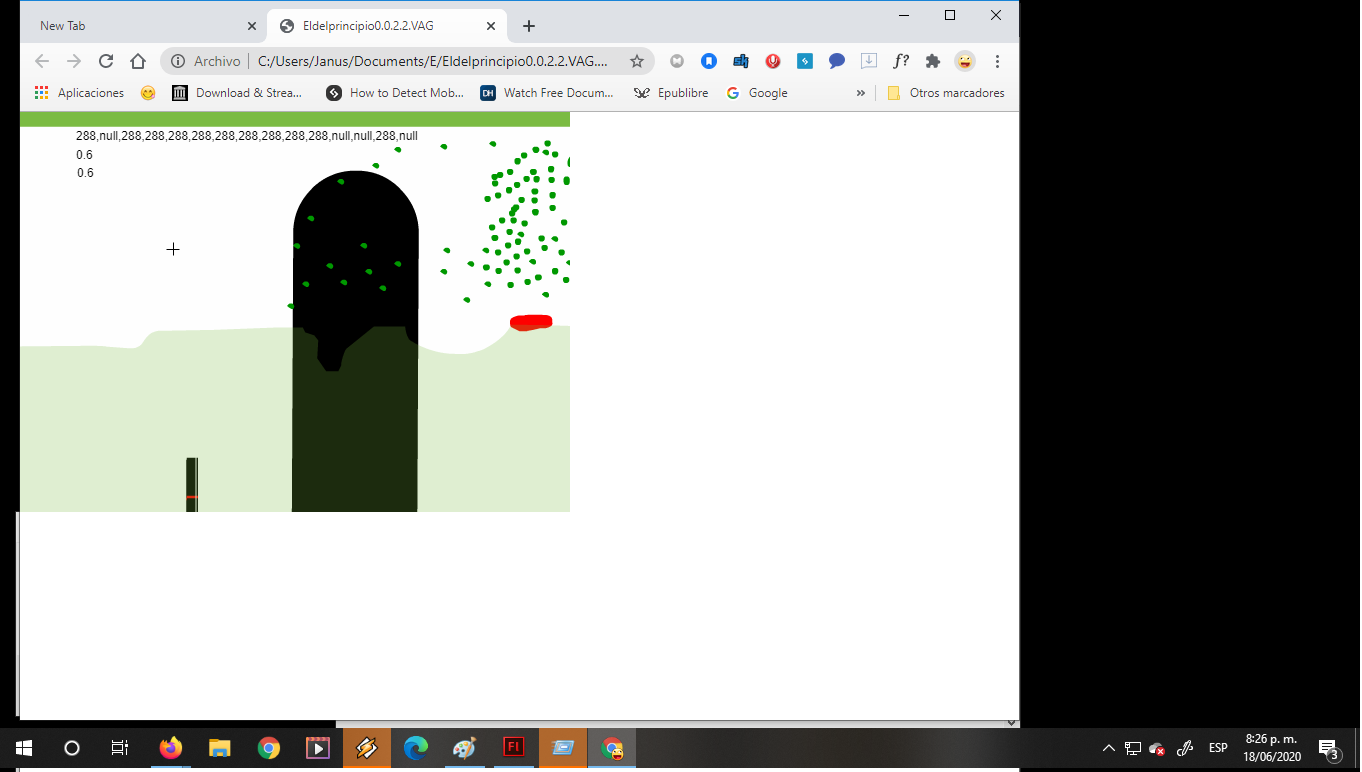 New Tab
Eldelprincipio0.0.2.2.VAG
Archivo
C:/Users/Janus/Documents/E/Eldelprincipio0.0.2.2.VAG....
f?
Aplicaciones
Download & Strea...
How to Detect Mob...
DH Watch Free Docum...
Epublibre
G Google
»
Otros marcadores
288,null,288,288,288,288,288,288,288,288,288,null,null,288,null
0.6
0.6
Fl
ESP
8:26 p. m.
18/06/2020
3